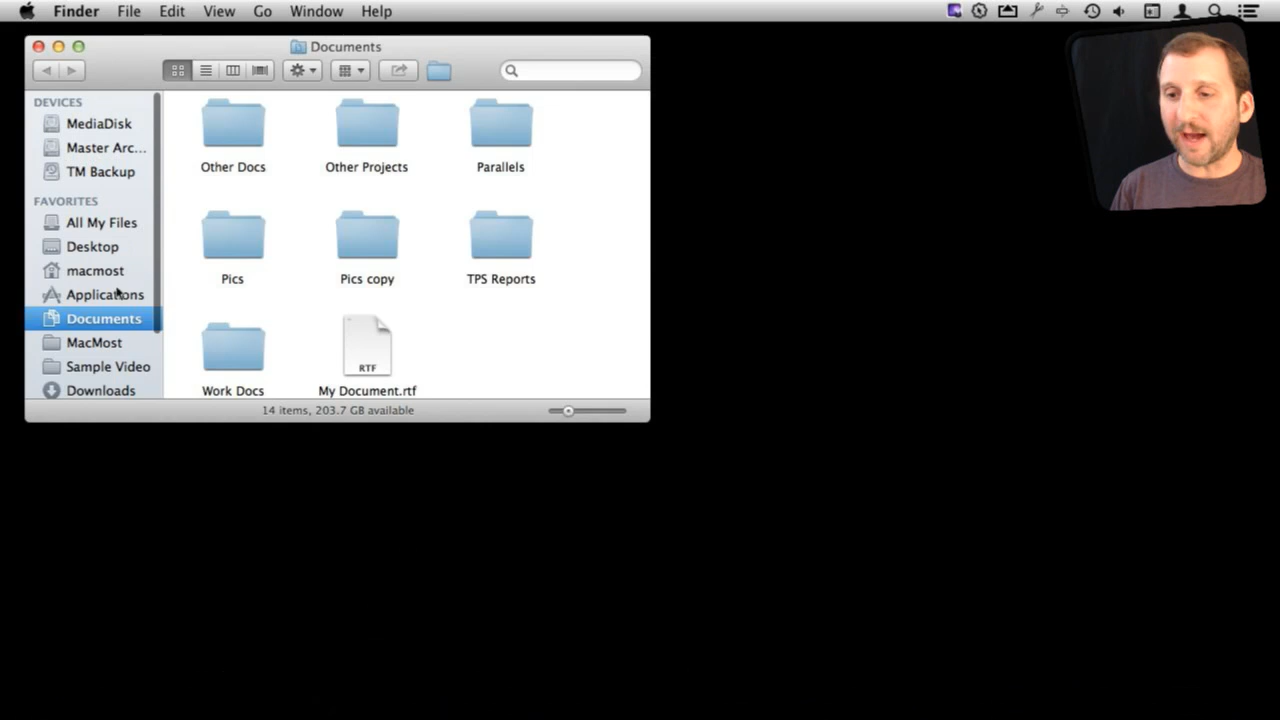 Finder File Edit View Go Window Help
Documents
DEVICES
MediaDisk
Master Arc...
TM Backup
FAVORITES
All My Files
Desktop
macmost
Applications
Documents
MacMost
Sample Video
Downloads
Other Docs Other Projects Parallels
Pics Pics copy TPS Reports
RTF
Work Docs My Document.rtf
14 items, 203.7 GB available